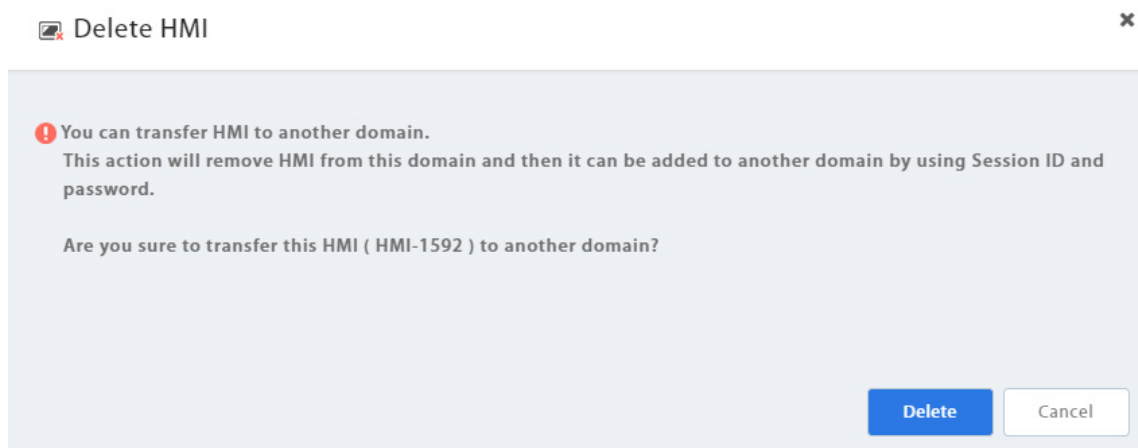 Delete HMI
You can transfer HMI to another domain.
This action will remove HMI from this domain and then it can be added to another domain by using Session ID and
password.
Are you sure to transfer this HMI ( HMI-1592 ) to another domain?
Delete Cancel